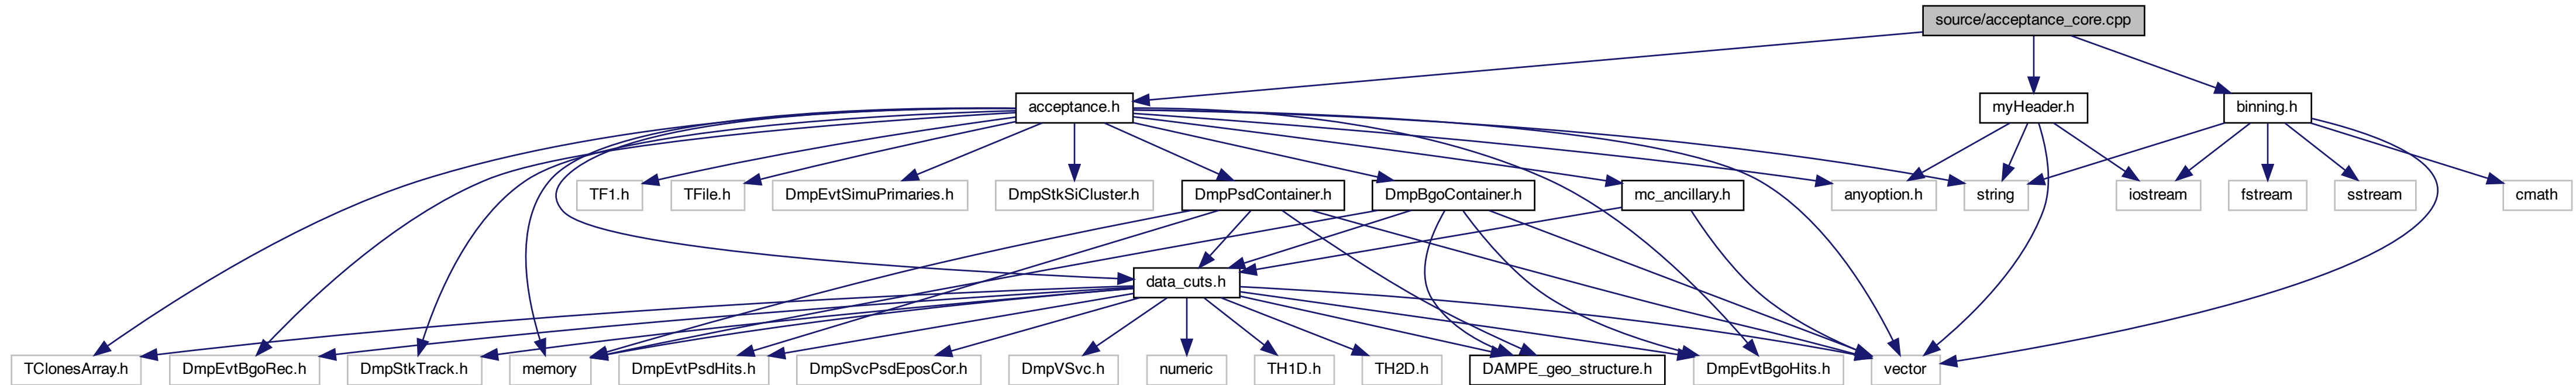 source/acceptance_core.cpp
acceptance.h
myHeader.h
binning.h
TF1.h
TFile.h
DmpEvtSimuPrimaries.h
DmpStkSiCluster.h
DmpPsdContainer.h
DmpBgoContainer.h
mc_ancillary.h
anyoption.h
string
iostream
fstream
sstream
cmath
data_cuts.h
TClonesArray.h
DmpEvtBgoRec.h
DmpStkTrack.h
memory
DmpEvtPsdHits.h
DmpSvcPsdEposCor.h
DmpVSvc.h
numeric
TH1D.h
TH2D.h
DAMPE_geo_structure.h
DmpEvtBgoHits.h
vector